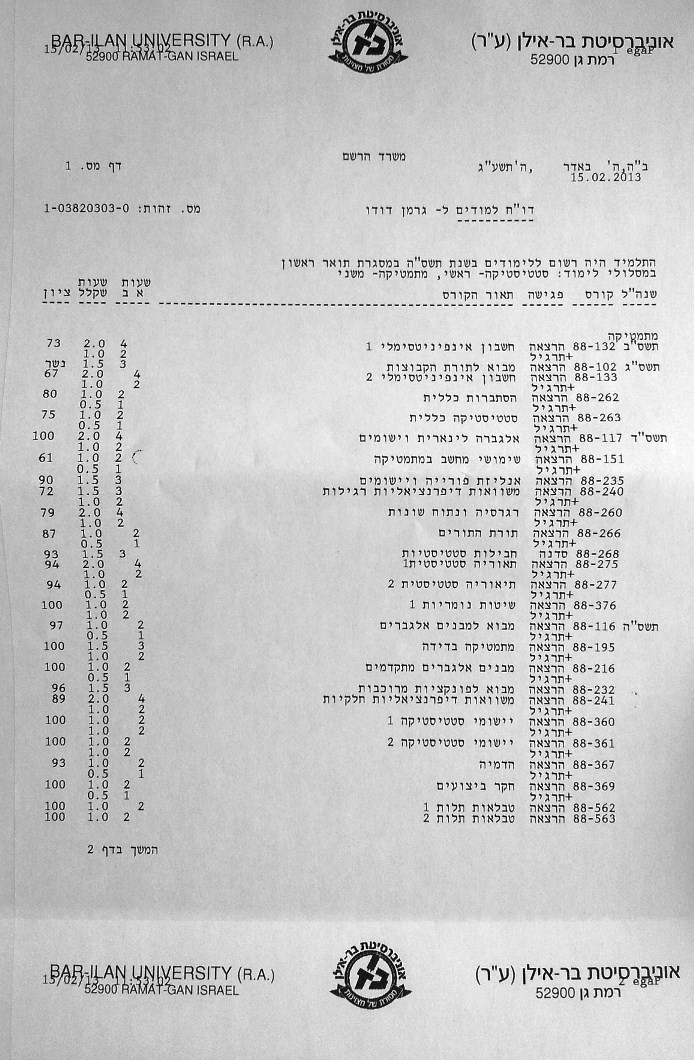 BAR-ILAN UNIVERSITY (R.A.) אוניברסיטת בר-אילן (ע"ר)
15/02/13 11:53:02 1 egaP
52900 RAMAT-GAN ISRAEL רמת גן 52900
אוניברסיטת בר-אילן
משרד הרשם
ב"ה,ה' באדר ,ה'תשע"ג דף מס. 1
15.02.2013
דו"ח למודים ל- גרמן דודו מס. זהות: 1-03820303-0
התלמיד היה רשום ללימודים בשנת תשס"ה במסגרת תואר ראשון
במסלולי לימוד: סטטיסטיקה- ראשי, מתמטיקה- משני
שעות שעות
שנה"ל קורס פגישה תאור הקורס א ב שקלל ציון
מתמטיקה
תשס"ב 88-132 הרצאה חשבון אינפיניטסימלי 1 4 2.0 73
+תרגיל 2 1.0
תשס"ג 88-102 הרצאה מבוא לתורת הקבוצות 3 1.5 נשר
88-133 הרצאה חשבון אינפיניטסימלי 2 4 2.0 67
+תרגיל 2 1.0
88-262 הרצאה הסתברות כללית 2 1.0 80
+תרגיל 1 0.5
88-263 הרצאה סטטיסטיקה כללית 2 1.0 75
+תרגיל 1 0.5
תשס"ד 88-117 הרצאה אלגברה לינארית וישומים 4 2.0 100
+תרגיל 2 1.0
88-151 הרצאה שימושי מחשב במתמטיקה 2 1.0 61
+תרגיל 1 0.5
88-235 הרצאה אנליזת פורייה ויישומים 3 1.5 90
88-240 הרצאה משוואות דיפרנציאליות רגילות 3 1.5 72
+תרגיל 2 1.0
88-260 הרצאה רגרסיה ונתוח שונות 4 2.0 79
+תרגיל 2 1.0
88-266 הרצאה תורת התורים 2 1.0 87
+תרגיל 1 0.5
88-268 סדנה חבילות סטטיסטיות 3 1.5 93
88-275 הרצאה תאוריה סטטיסטית1 4 2.0 94
+תרגיל 2 1.0
88-277 הרצאה תיאוריה סטטיסטית 2 2 1.0 94
+תרגיל 1 0.5
88-376 הרצאה שיטות נומריות 1 2 1.0 100
+תרגיל 2 1.0
תשס"ה 88-116 הרצאה מבוא למבנים אלגברים 2 1.0 97
+תרגיל 1 0.5
88-195 הרצאה מתמטיקה בדידה 3 1.5 100
+תרגיל 2 1.0
88-216 הרצאה מבנים אלגברים מתקדמים 2 1.0 100
+תרגיל 1 0.5
88-232 הרצאה מבוא לפונקציות מרוכבות 3 1.5 96
88-241 הרצאה משוואות דיפרנציאליות חלקיות 4 2.0 89
+תרגיל 2 1.0
88-360 הרצאה יישומי סטטיסטיקה 1 2 1.0 100
+תרגיל 2 1.0
88-361 הרצאה יישומי סטטיסטיקה 2 2 1.0 100
+תרגיל 2 1.0
88-367 הרצאה הדמיה 2 1.0 93
+תרגיל 1 0.5
88-369 הרצאה חקר ביצועים 2 1.0 100
+תרגיל 1 0.5
88-562 הרצאה טבלאות תלות 1 2 1.0 100
88-563 הרצאה טבלאות תלות 2 2 1.0 100
המשך בדף 2
BAR-ILAN UNIVERSITY (R.A.) אוניברסיטת בר-אילן (ע"ר)
15/02/13 11:53:02 2 egaP
52900 RAMAT-GAN ISRAEL רמת גן 52900
אוניברסיטת בר-אילן